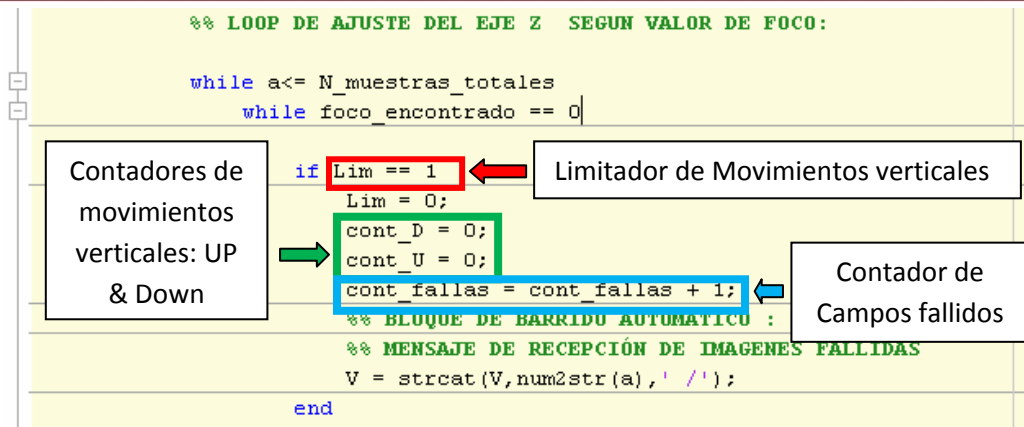 %% LOOP DE AJUSTE DEL EJE Z  SEGUN VALOR DE FOCO:
while a<= N_muestras_totales
while foco_encontrado == 0
if Lim == 1
Limitador de Movimientos verticales
Lim = 0;
Contadores de
movimientos
verticales: UP
& Down
cont_D = 0;
cont_U = 0;
cont_fallas = cont_fallas + 1;
Contador de
Campos fallidos
%% BLOQUE DE BARRIDO AUTOMATICO :
%% MENSAJE DE RECEPCIÓN DE IMAGENES FALLIDAS
V = strcat(V,num2str(a),' /');
end